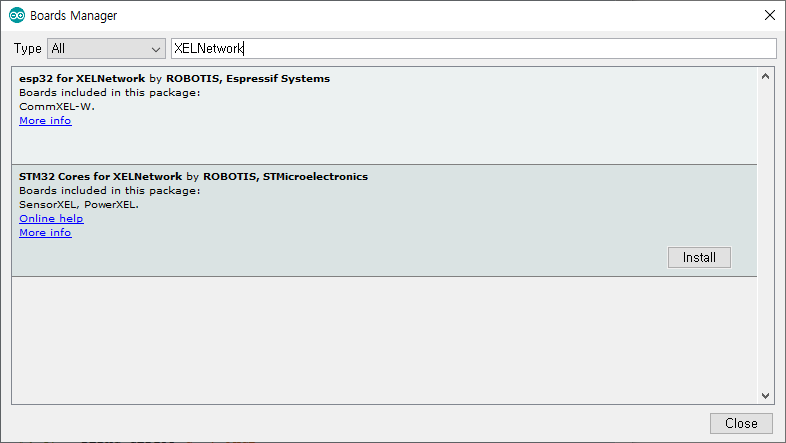 Boards Manager
Type All XELNetwork
esp32 for XELNetwork by ROBOTIS, Espressif Systems
Boards included in this package:
CommXEL-W.
More info
STM32 Cores for XELNetwork by ROBOTIS, STMicroelectronics
Boards included in this package:
SensorXEL, PowerXEL.
Online help
More info
Install
Close